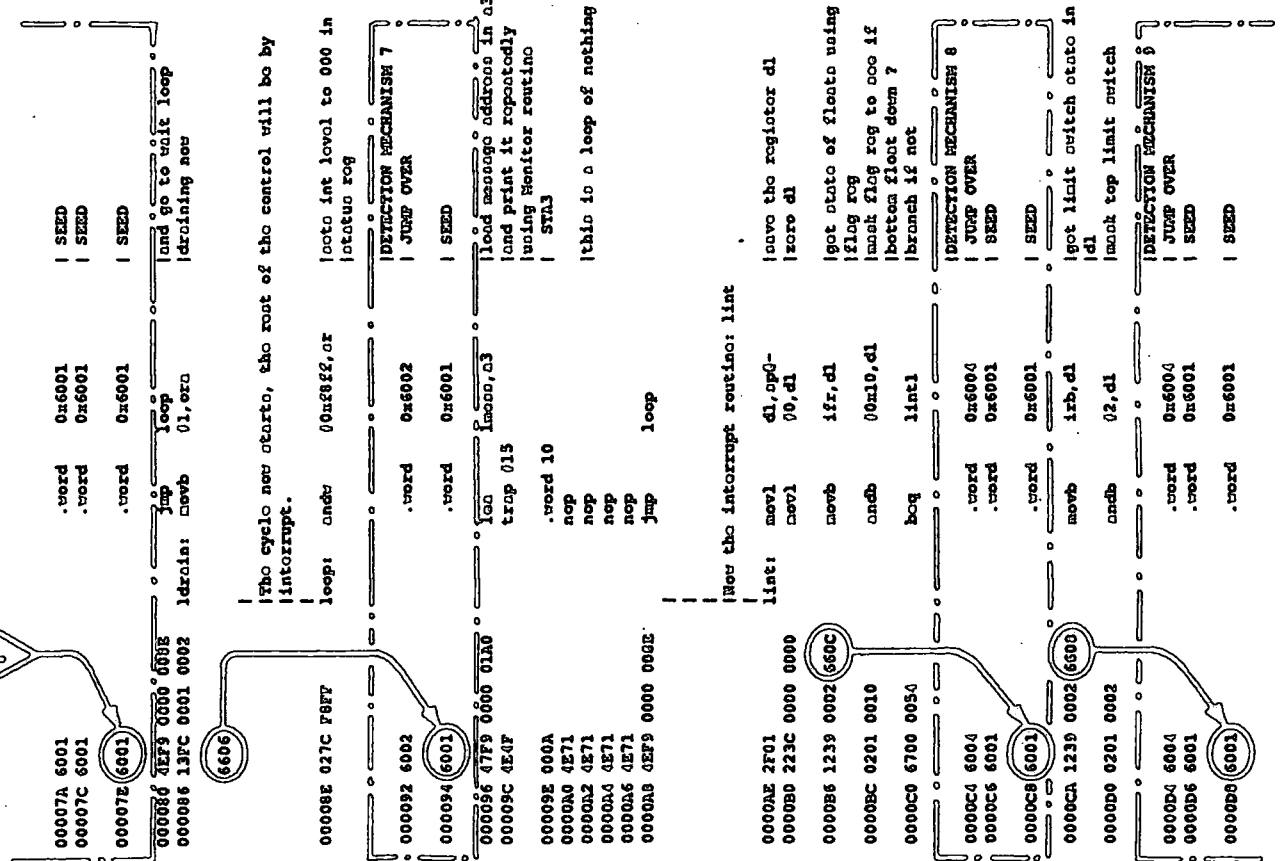 00007A 6001 .word 0x6001 | SEED
00007C 6001 .word 0x6001 | SEED
00007E 6001 .word 0x6001 | SEED
000080 4EF9 0000 008E jmp loop |and go to wait loop
000086 13FC 0001 0002 ldrain: movb @1,ora |draining now
6606
|
|The cycle now starts, the rest of the control will be by
|interrupt.
|
00008E 027C F8FF loop: andw @0xf8ff,sr |sets int level to 000 in
|status reg
|DETECTION MECHANISM 7
000092 6002 .word 0x6002 | JUMP OVER
000094 6001 .word 0x6001 | SEED
000096 47F9 0000 01A0 lea lmess,a3 |load message address in a3
00009C 4E4F trap @15 |and print it repeatedly
|using Monitor routine
00009E 000A .word 10 | STA3
0000A0 4E71 nop
0000A2 4E71 nop
0000A4 4E71 nop |this is a loop of nothing
0000A6 4E71 nop
0000A8 4EF9 0000 008E jmp loop
|
|
|
|Now the interrupt routine: lint
|
0000AE 2F01 lint: movl d1,sp@- |save the register d1
0000B0 223C 0000 0000 movl @0,d1 |zero d1
0000B6 1239 0002 660C movb ifr,d1 |got state of floats using
|flag reg
0000BC 0201 0010 andb @0x10,d1 |mask flag reg to see if
|bottom float down ?
0000C0 6700 0054 beq lint1 |branch if not
|DETECTION MECHANISM 8
0000C4 6004 .word 0x6004 | JUMP OVER
0000C6 6001 .word 0x6001 | SEED
0000C8 6001 .word 0x6001 | SEED
0000CA 1239 0002 6608 movb irb,d1 |got limit switch state in
|d1
0000D0 0201 0002 andb @2,d1 |mask top limit switch
|DETECTION MECHANISM 9
0000D4 6004 .word 0x6004 | JUMP OVER
0000D6 6001 .word 0x6001 | SEED
0000D8 6001 .word 0x6001 | SEED